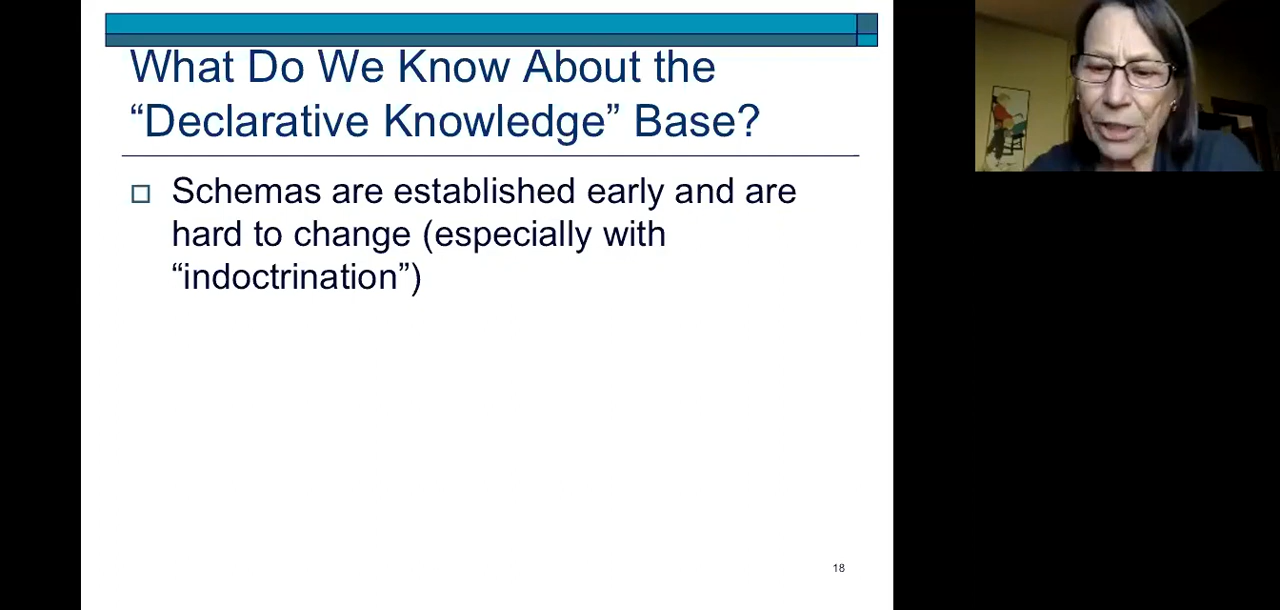 What Do We Know About the
“Declarative Knowledge” Base?
Schemas are established early and are
hard to change (especially with
“indoctrination”)
18